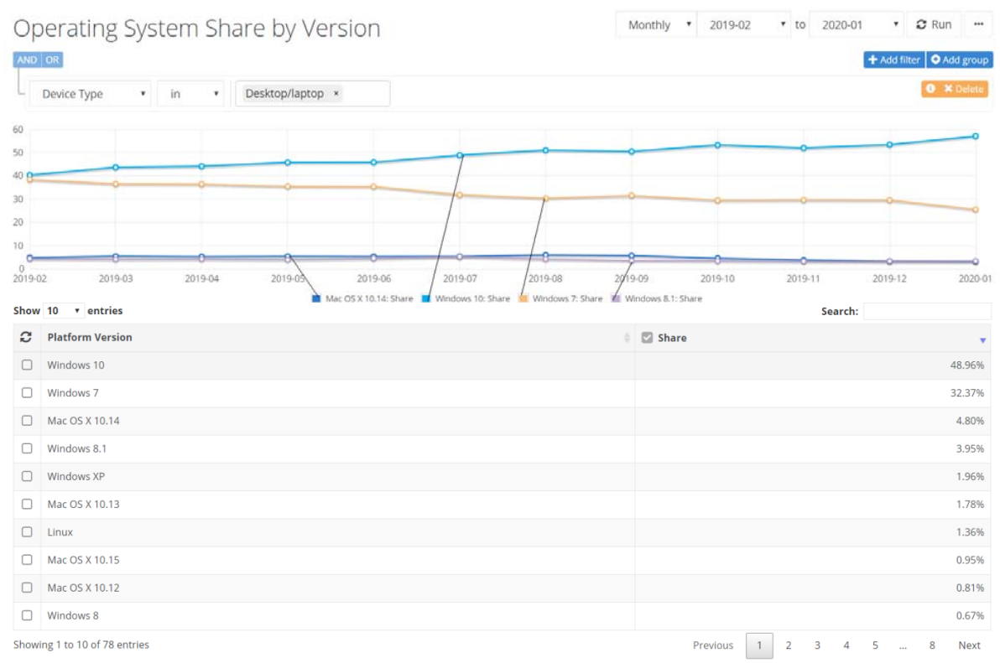 Operating System Share by Version
Monthly 2019-02 to 2020-01 Run ...
AND OR
Add filter Add group
Device Type in Desktop/laptop × Delete
60
50
40
30
20
10
0
2019-02 2019-03 2019-04 2019-05 2019-06 2019-07 2019-08 2019-09 2019-10 2019-11 2019-12 2020-01
Mac OS X 10.14: Share Windows 10: Share Windows 7: Share Windows 8.1: Share
Show 10 entries Search:
Platform Version Share
Windows 10 48.96%
Windows 7 32.37%
Mac OS X 10.14 4.80%
Windows 8.1 3.95%
Windows XP 1.96%
Mac OS X 10.13 1.78%
Linux 1.36%
Mac OS X 10.15 0.95%
Mac OS X 10.12 0.81%
Windows 8 0.67%
Showing 1 to 10 of 78 entries Previous 1 2 3 4 5 ... 8 Next